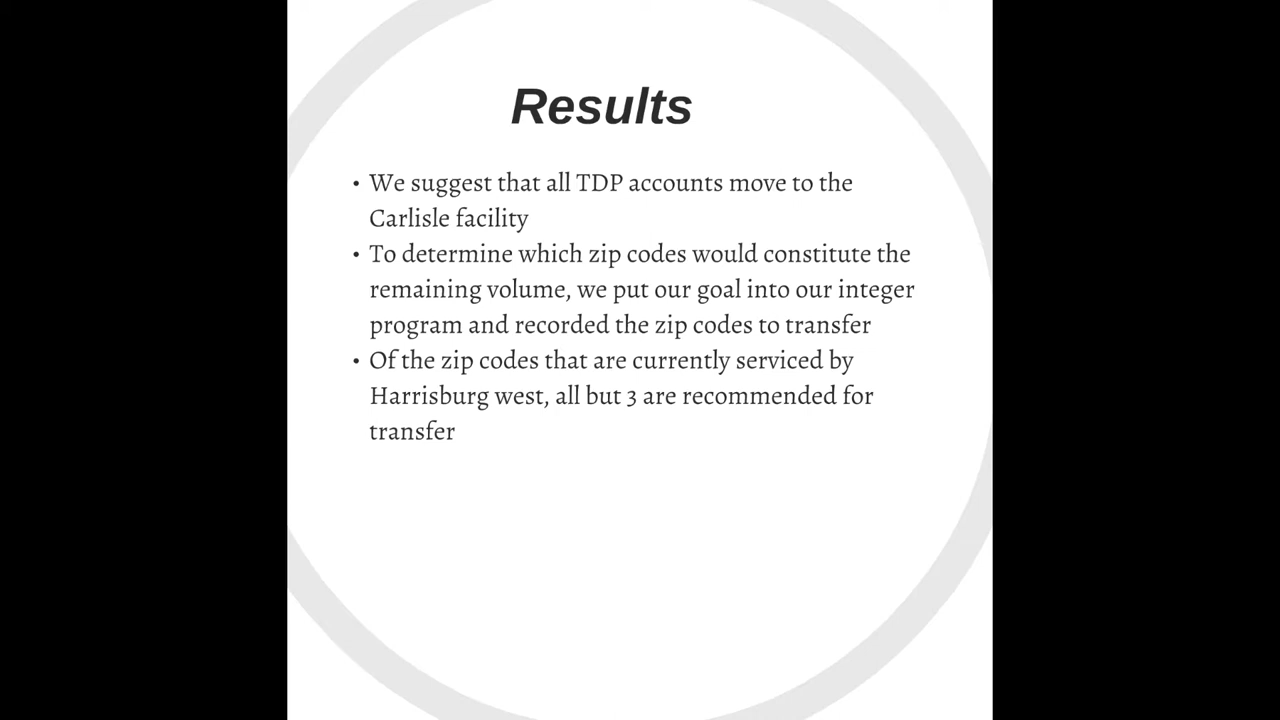 Results
• We suggest that all TDP accounts move to the
Carlisle facility
• To determine which zip codes would constitute the
remaining volume, we put our goal into our integer
program and recorded the zip codes to transfer
• Of the zip codes that are currently serviced by
Harrisburg west, all but 3 are recommended for
transfer